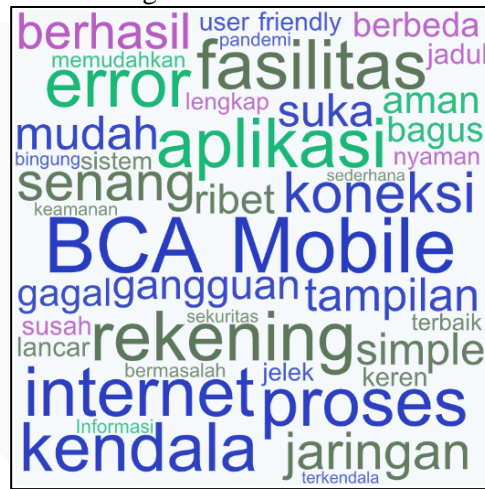 berhasil user friendly berbeda
pandemi
memudahkan fasilitas jadul
error lengkap suka aman
mudah aplikasi bagus
bingung sistem nyaman
senang ribet sederhana koneksi
keamanan
BCA Mobile
gagal gangguan tampilan
susah rekening sekuritas terbaik
lancar simple
bermasalah jelek keren
internet proses
Informasi
kendala jaringan
terkendala